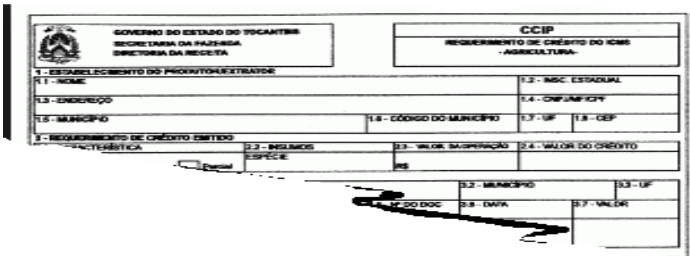 GOVERNO DO ESTADO DO TOCANTINS
SECRETARIA DA FAZENDA
DIRETORIA DA RECEITA
CCIP
REQUERIMENTO DE CRÉDITO DO ICMS
- AGRICULTURA-
1 - ESTABELECIMENTO DO PRODUTOR/EXTRATOR
1.1 - NOME
1.2 - INSC. ESTADUAL
1.3 - ENDEREÇO
1.4 - CNPJ/MF/CPF
1.5 - MUNICÍPIO
1.6 - CÓDIGO DO MUNICÍPIO
1.7 - UF
1.8 - CEP
2 - REQUERIMENTO DE CRÉDITO EMITIDO
2.2 - INSUMOS
2.3 - VALOR DA OPERAÇÃO
2.4 - VALOR DO CRÉDITO
Parcial
ESPÉCIE
R$
3.2 - MUNICÍPIO
3.3 - UF
Nº DO DOC
3.6 - DATA
3.7 - VALOR